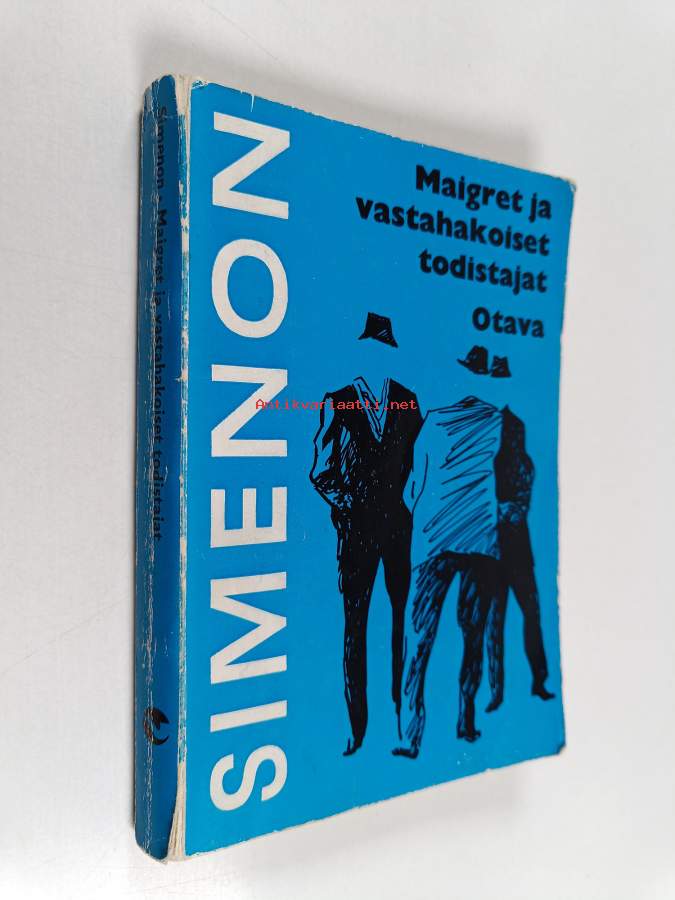 Simenon • Maigret ja vastahakoiset todistajat
SIMENON
Maigret ja
vastahakoiset
todistajat
Otava
Antikvariaatti.net